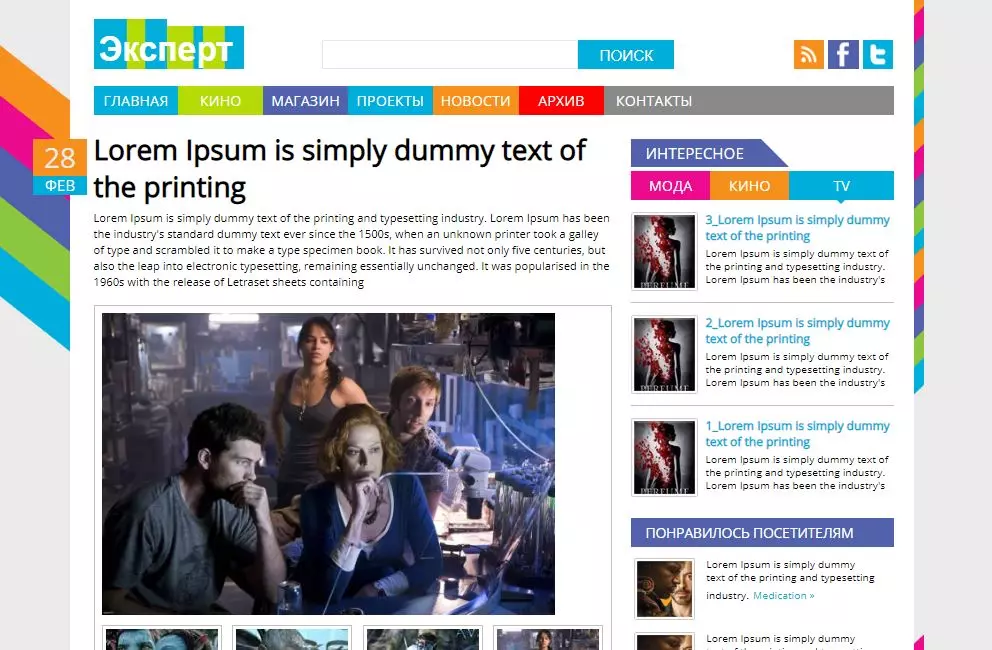 Эксперт
ПОИСК
ГЛАВНАЯ КИНО МАГАЗИН ПРОЕКТЫ НОВОСТИ АРХИВ КОНТАКТЫ
28
ФЕВ
Lorem Ipsum is simply dummy text of
the printing
Lorem Ipsum is simply dummy text of the printing and typesetting industry. Lorem Ipsum has been
the industry's standard dummy text ever since the 1500s, when an unknown printer took a galley
of type and scrambled it to make a type specimen book. It has survived not only five centuries, but
also the leap into electronic typesetting, remaining essentially unchanged. It was popularised in the
1960s with the release of Letraset sheets containing
ИНТЕРЕСНОЕ
МОДА КИНО TV
3_Lorem Ipsum is simply dummy
text of the printing
Lorem Ipsum is simply dummy text of
the printing and typesetting industry.
Lorem Ipsum has been the industry's
PERFUME
2_Lorem Ipsum is simply dummy
text of the printing
Lorem Ipsum is simply dummy text of
the printing and typesetting industry.
Lorem Ipsum has been the industry's
PERFUME
1_Lorem Ipsum is simply dummy
text of the printing
Lorem Ipsum is simply dummy text of
the printing and typesetting industry.
Lorem Ipsum has been the industry's
PERFUME
ПОНРАВИЛОСЬ ПОСЕТИТЕЛЯМ
Lorem Ipsum is simply dummy
text of the printing and typesetting
industry. Medication »
Lorem Ipsum is simply dummy